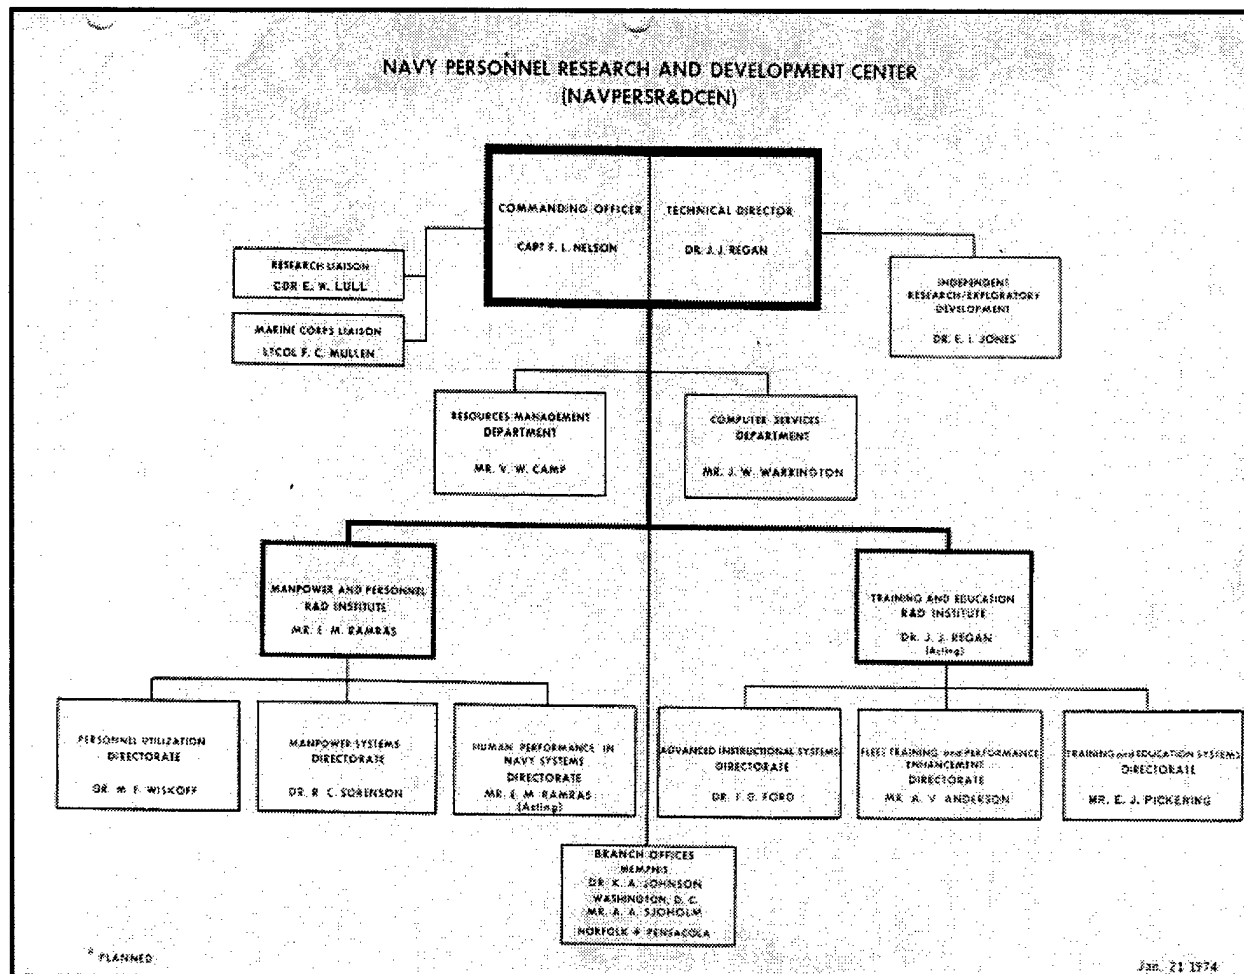 NAVY PERSONNEL RESEARCH AND DEVELOPMENT CENTER
(NAVPERSR&DCEN)
COMMANDING OFFICER
CAPT F. L. NELSON
TECHNICAL DIRECTOR
DR. J. J. REGAN
RESEARCH LIAISON
CDR E. W. LULL
MARINE CORPS LIAISON
LTCOL F. C. MULLEN
INDEPENDENT
RESEARCH/EXPLORATORY
DEVELOPMENT
DR. E. I. JONES
RESOURCES MANAGEMENT
DEPARTMENT
MR. V. W. CAMP
COMPUTER SERVICES
DEPARTMENT
MR. J. W. WARRINGTON
MANPOWER AND PERSONNEL
R&D INSTITUTE
MR. E. M. RAMRAS
TRAINING AND EDUCATION
R&D INSTITUTE
DR. J. J. REGAN
(Acting)
PERSONNEL UTILIZATION
DIRECTORATE
DR. M. F. WISKOFF
MANPOWER SYSTEMS
DIRECTORATE
DR. R. C. SORENSON
HUMAN PERFORMANCE IN
NAVY SYSTEMS
DIRECTORATE
MR. E. M. RAMRAS
(Acting)
ADVANCED INSTRUCTIONAL SYSTEMS
DIRECTORATE
DR. FORD
FLEET TRAINING and PERFORMANCE
ENHANCEMENT
DIRECTORATE
MR. A. V. ANDERSON
TRAINING and EDUCATION SYSTEMS
DIRECTORATE
MR. E. J. PICKERING
BRANCH OFFICES
MEMPHIS
DR. K. A. JOHNSON
WASHINGTON, D. C.
MR. A. A. SJOHOLM
NORFOLK * PENSACOLA
* PLANNED
Jan. 21 1974